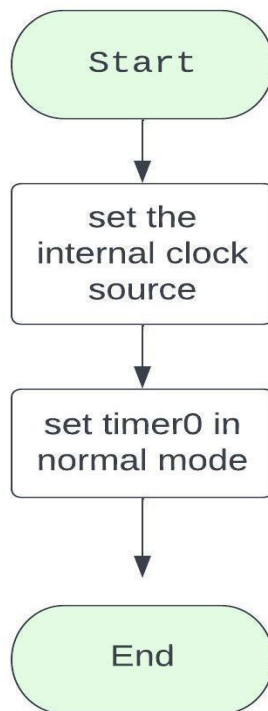 Start
set the
internal clock
source
set timer0 in
normal mode
End